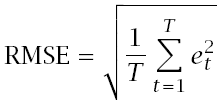 RMSE = √(1/T ∑_{t=1}^{T} e_t^2)